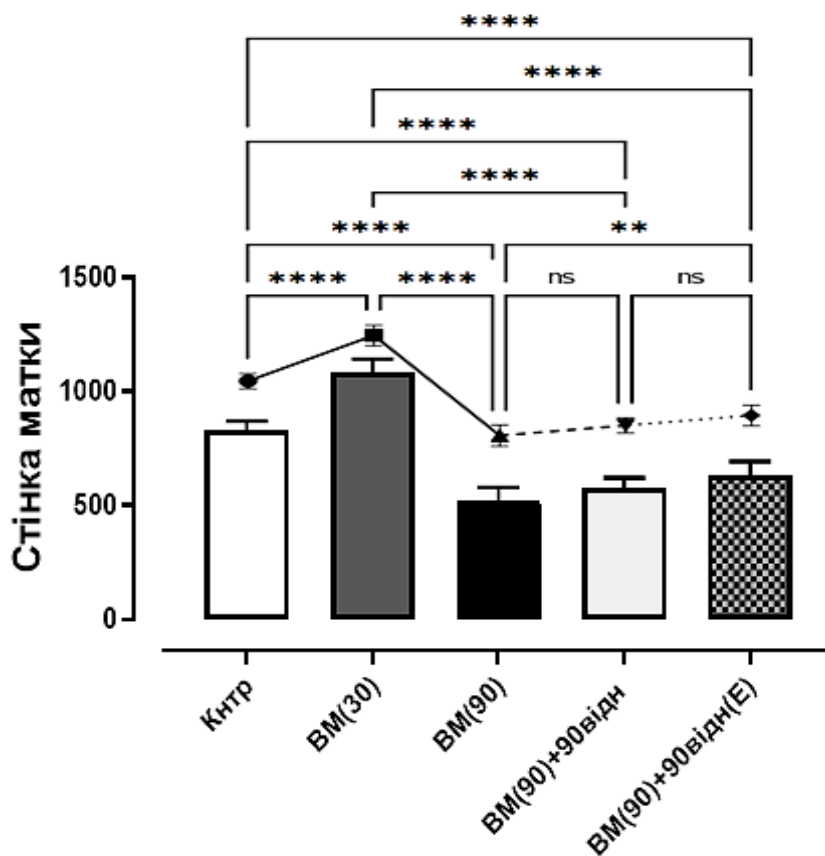 ****
****
****
****
**** **
**** **** ns ns
1500
1000
500
0
Стінка матки
Кнтр
ВМ(30)
ВМ(90)
ВМ(90)+90відн
ВМ(90)+90відн(Е)